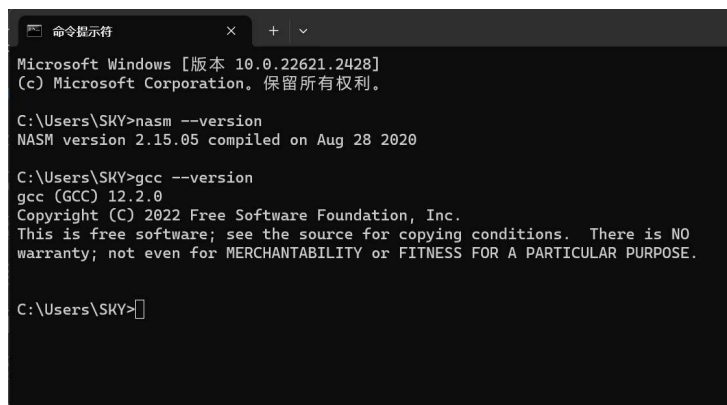 命令提示符
Microsoft Windows [版本 10.0.22621.2428]
(c) Microsoft Corporation。保留所有权利。
C:\Users\SKY>nasm --version
NASM version 2.15.05 compiled on Aug 28 2020
C:\Users\SKY>gcc --version
gcc (GCC) 12.2.0
Copyright (C) 2022 Free Software Foundation, Inc.
This is free software; see the source for copying conditions.  There is NO
warranty; not even for MERCHANTABILITY or FITNESS FOR A PARTICULAR PURPOSE.
C:\Users\SKY>